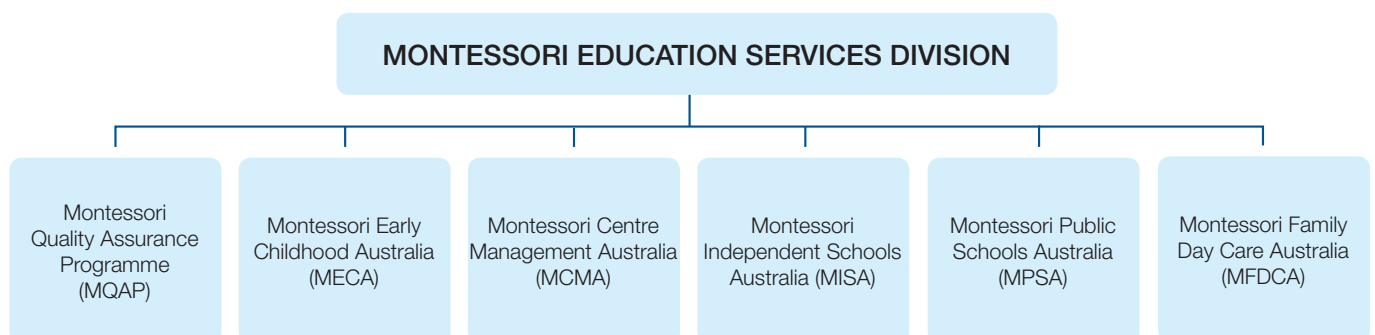 MONTESSORI EDUCATION SERVICES DIVISION
Montessori
Quality Assurance
Programme
(MQAP)
Montessori Early
Childhood Australia
(MECA)
Montessori Centre
Management Australia
(MCMA)
Montessori
Independent Schools
Australia (MISA)
Montessori Public
Schools Australia
(MPSA)
Montessori Family
Day Care Australia
(MFDCA)